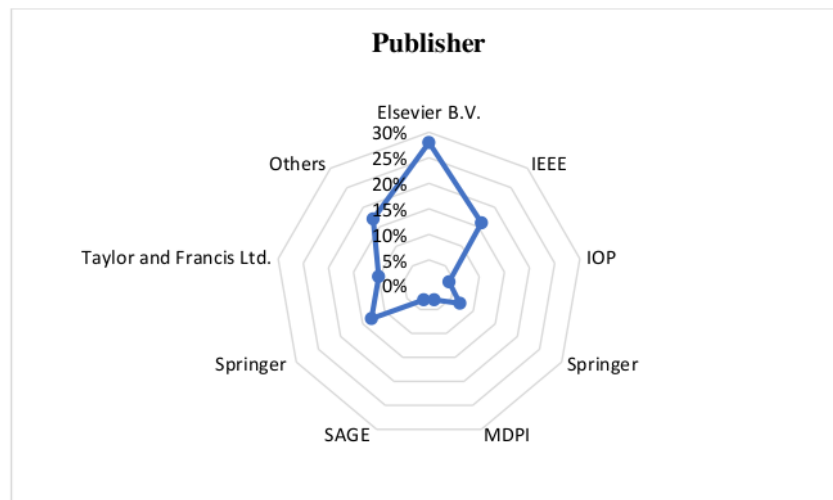 Publisher
Elsevier B.V.
30%
25%
20%
15%
10%
5%
0%
IEEE
IOP
Springer
MDPI
SAGE
Springer
Taylor and Francis Ltd.
Others